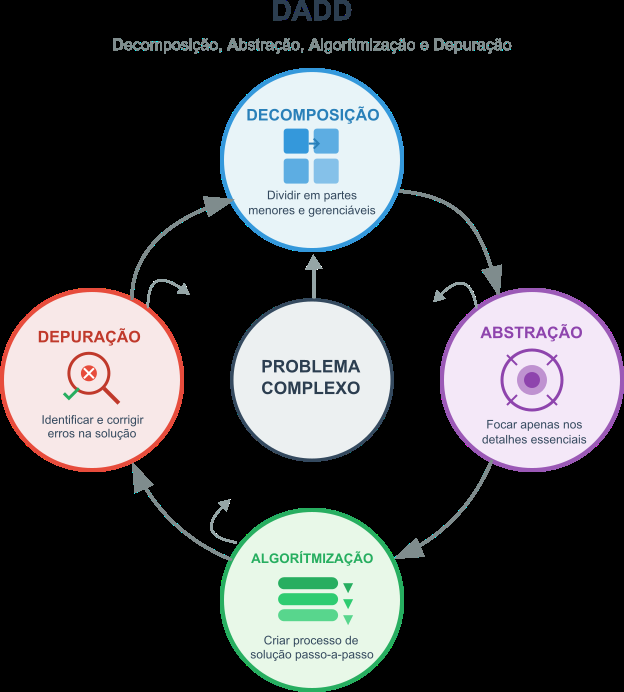 DADD
Decomposição, Abstração, Algorítmização e Depuração
DECOMPOSIÇÃO
Dividir em partes
menores e gerenciáveis
ABSTRAÇÃO
Focar apenas nos
detalhes essenciais
ALGORÍTMIZAÇÃO
Criar processo de
solução passo-a-passo
DEPURAÇÃO
Identificar e corrigir
erros na solução
PROBLEMA
COMPLEXO